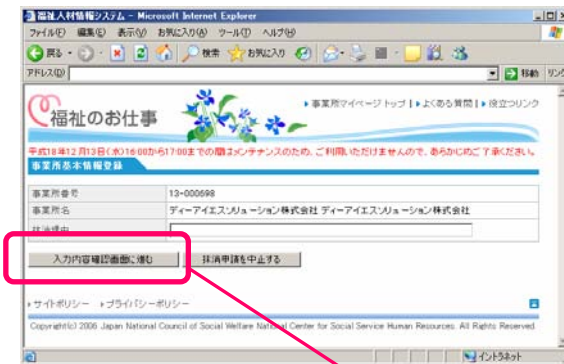 福祉人材情報システム - Microsoft Internet Explorer
ファイル(F) 編集(E) 表示(V) お気に入り(A) ツール(T) ヘルプ(H)
戻る 検索 お気に入り
アドレス(D) 移動 リンク
福祉のお仕事
事業所マイページ トップ | よくある質問 | 役立つリンク
平成18年12月13日(水)16:00から17:00までの間はメンテナンスのため、ご利用いただけませんので、あらかじめご了承ください。
事業所基本情報登録
事業所番号 13-000698
事業所名 ディーアイエスソリューション株式会社 ディーアイエスソリューション株式会社
抹消理由
入力内容確認画面に進む 抹消申請を中止する
サイトポリシー プライバシーポリシー
Copyright(c) 2006 Japan National Council of Social Welfare National Center for Social Service Human Resources. All Rights Reserved.
イントラネット